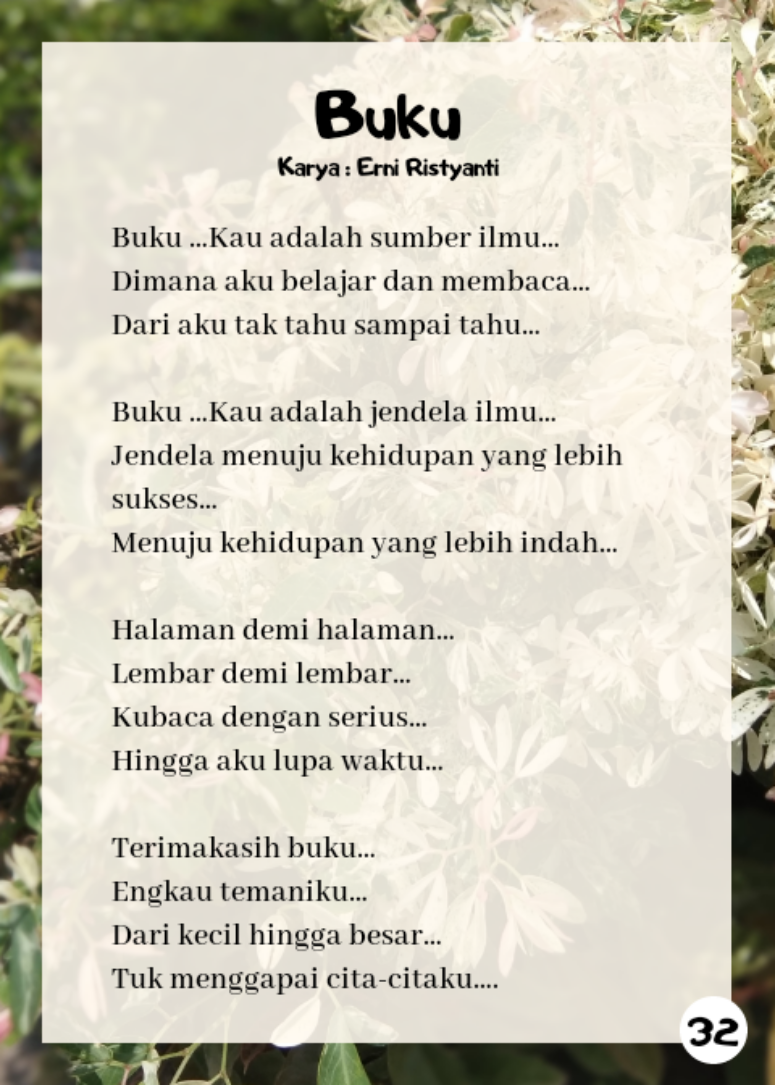 Buku
Karya : Erni Ristyanti
Buku ...Kau adalah sumber ilmu...
Dimana aku belajar dan membaca...
Dari aku tak tahu sampai tahu...
Buku ...Kau adalah jendela ilmu...
Jendela menuju kehidupan yang lebih
sukses...
Menuju kehidupan yang lebih indah...
Halaman demi halaman...
Lembar demi lembar...
Kubaca dengan serius...
Hingga aku lupa waktu...
Terimakasih buku...
Engkau temaniku...
Dari kecil hingga besar...
Tuk menggapai cita-citaku....
32